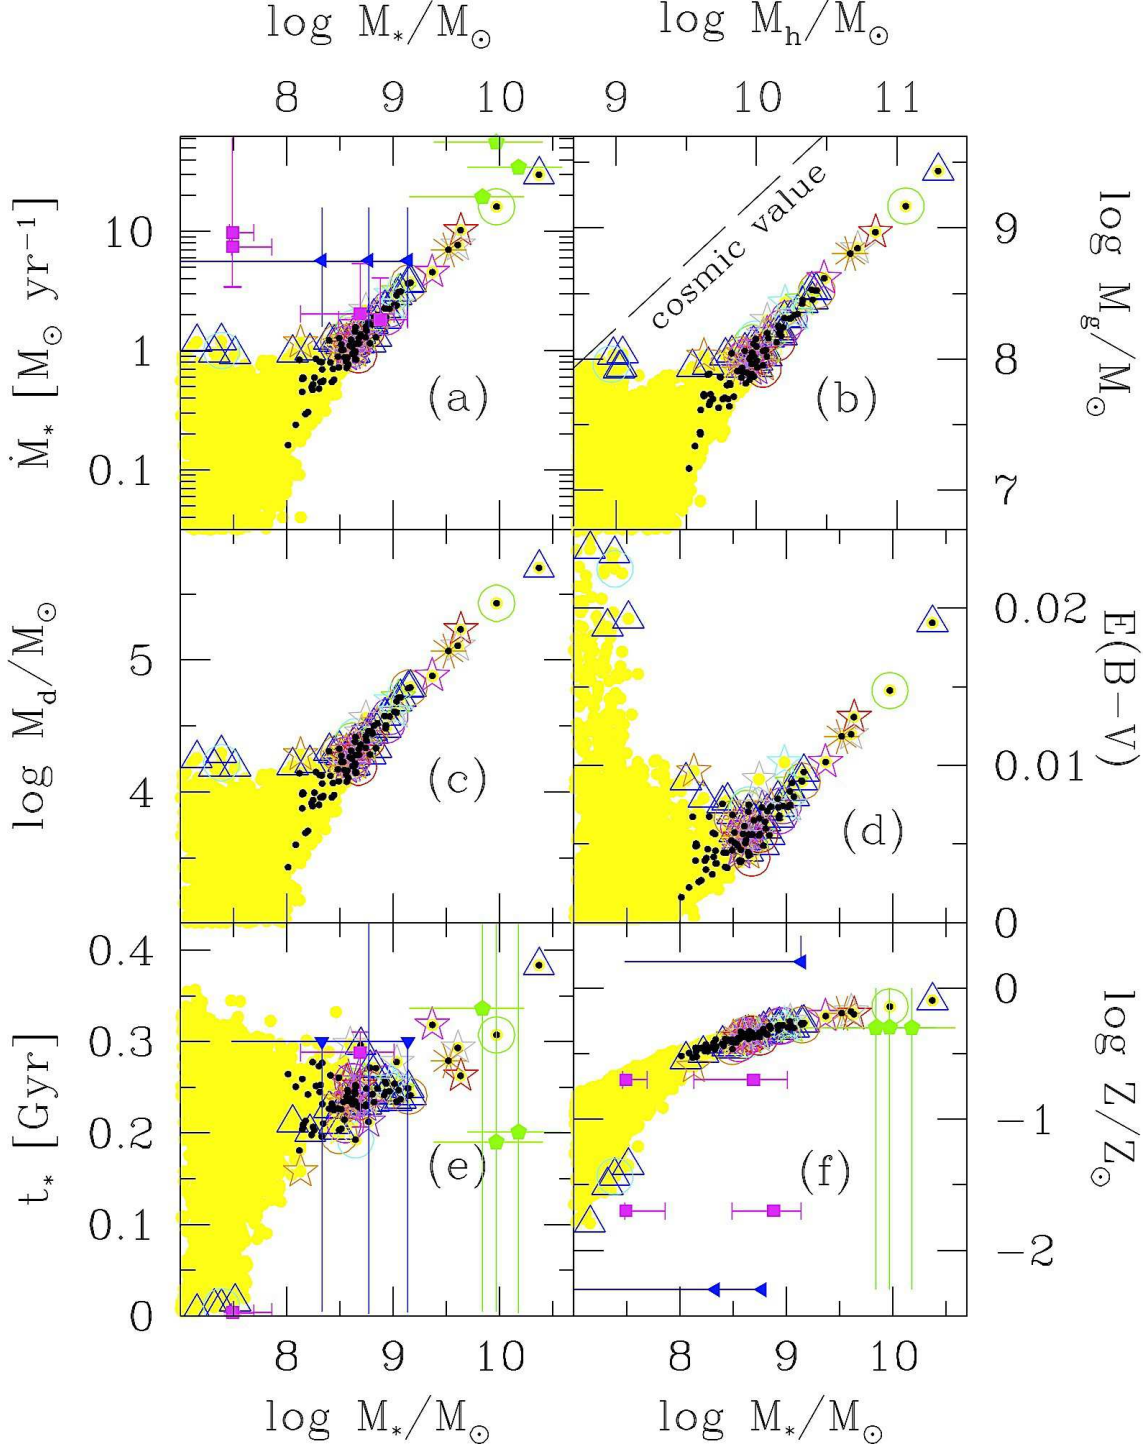 log M*/M⊙ log Mh/M⊙
8 9 10 9 10 11
Ṁ* [M⊙ yr−1]
10
1
0.1
(a)
cosmic value
(b)
log Mg/M⊙
9
8
7
log Md/M⊙
5
4
(c)
(d)
E(B−V)
0.02
0.01
0
t* [Gyr]
0.4
0.3
0.2
0.1
0
(e)
(f)
log Z/Z⊙
0
−1
−2
8 9 10 8 9 10
log M*/M⊙ log M*/M⊙